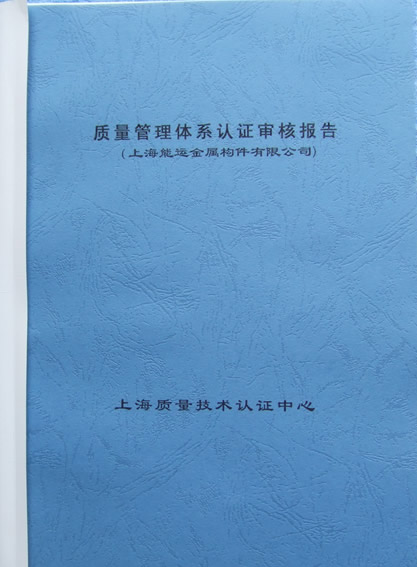 质量管理体系认证审核报告
(上海能运金属构件有限公司)
上海质量技术认证中心